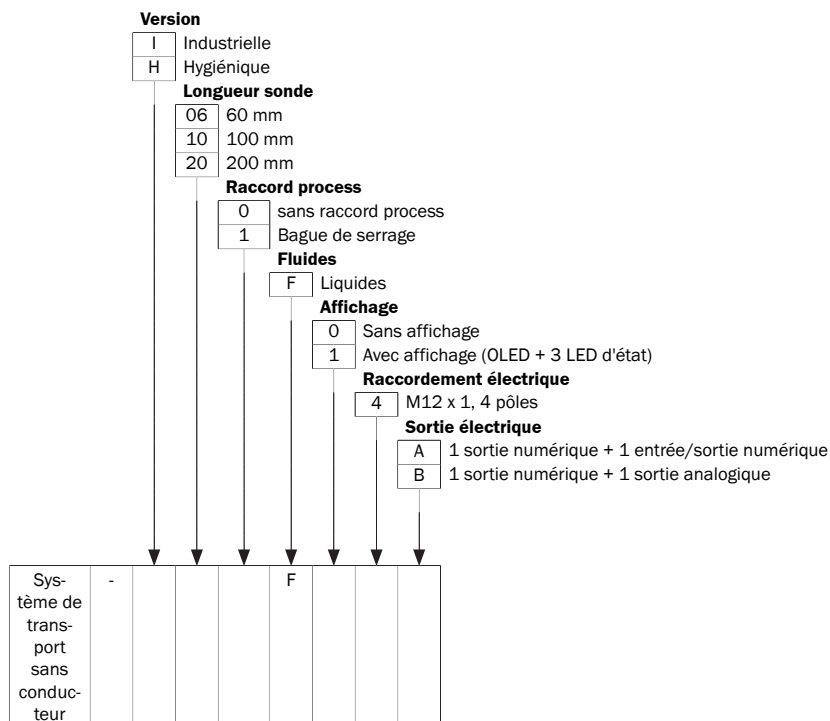 Version
I Industrielle
H Hygiénique
Longueur sonde
06 60 mm
10 100 mm
20 200 mm
Raccord process
0 sans raccord process
1 Bague de serrage
Fluides
F Liquides
Affichage
0 Sans affichage
1 Avec affichage (OLED + 3 LED d'état)
Raccordement électrique
4 M12 x 1, 4 pôles
Sortie électrique
A 1 sortie numérique + 1 entrée/sortie numérique
B 1 sortie numérique + 1 sortie analogique
Sys- - F
tème de
trans-
port
sans
conduc-
teur